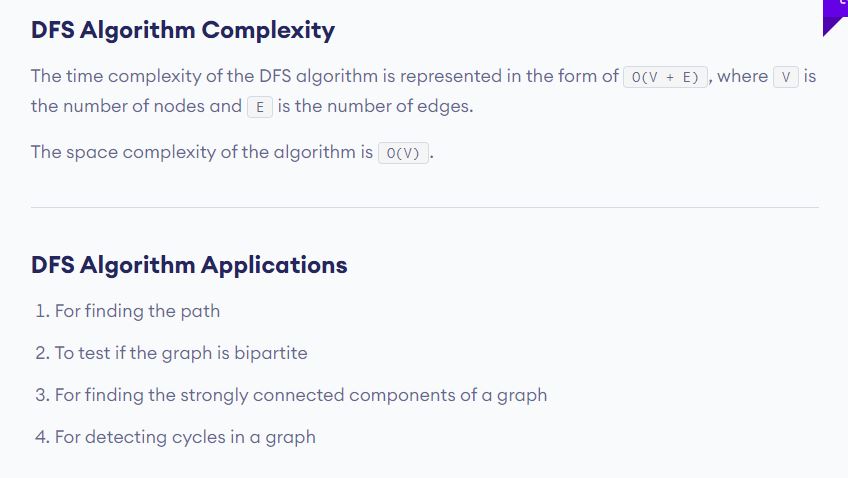 DFS Algorithm Complexity
The time complexity of the DFS algorithm is represented in the form of O(V + E), where V is
the number of nodes and E is the number of edges.
The space complexity of the algorithm is O(V).
DFS Algorithm Applications
1. For finding the path
2. To test if the graph is bipartite
3. For finding the strongly connected components of a graph
4. For detecting cycles in a graph